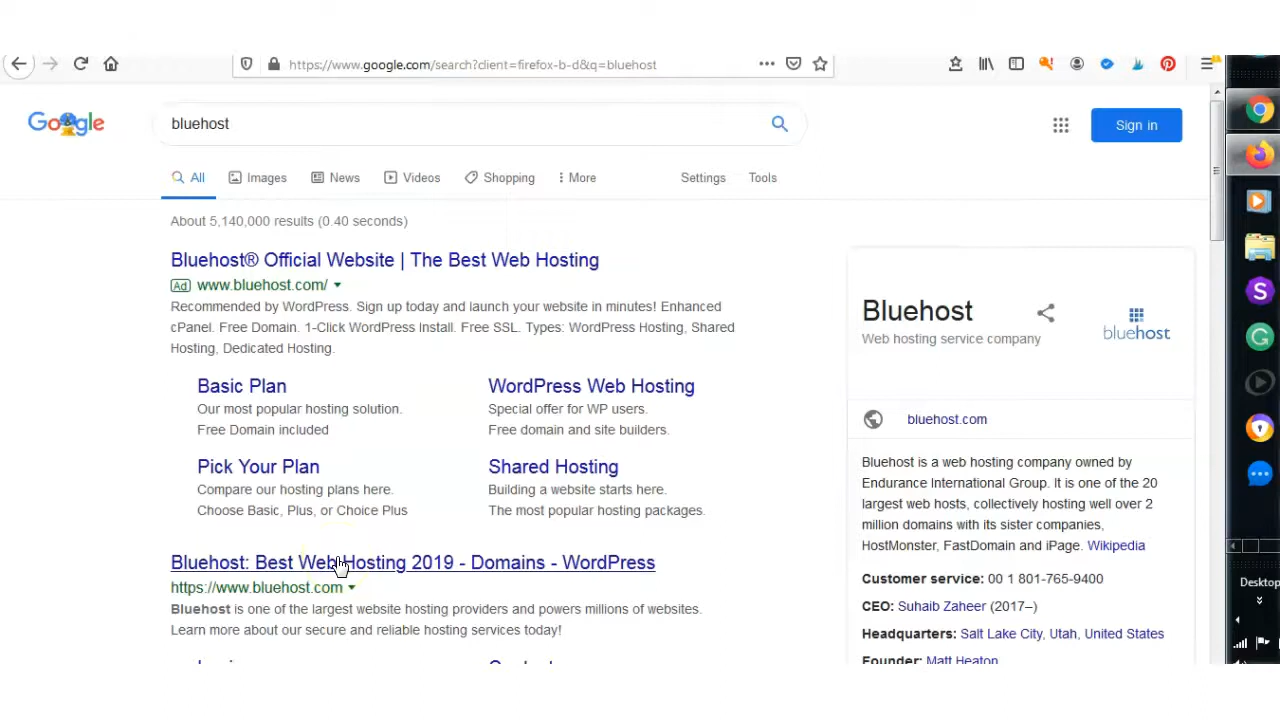 https://www.google.com/search?client=firefox-b-d&q=bluehost
Google
bluehost
Sign in
All
Images
News
Videos
Shopping
More
Settings
Tools
About 5,140,000 results (0.40 seconds)
Bluehost® Official Website | The Best Web Hosting
Ad www.bluehost.com/
Recommended by WordPress. Sign up today and launch your website in minutes! Enhanced
cPanel. Free Domain. 1-Click WordPress Install. Free SSL. Types: WordPress Hosting, Shared
Hosting, Dedicated Hosting.
Basic Plan
Our most popular hosting solution.
Free Domain included
WordPress Web Hosting
Special offer for WP users.
Free domain and site builders.
Pick Your Plan
Compare our hosting plans here.
Choose Basic, Plus, or Choice Plus
Shared Hosting
Building a website starts here.
The most popular hosting packages.
Bluehost: Best Web Hosting 2019 - Domains - WordPress
https://www.bluehost.com
Bluehost is one of the largest website hosting providers and powers millions of websites.
Learn more about our secure and reliable hosting services today!
Bluehost
Web hosting service company
bluehost
bluehost.com
Bluehost is a web hosting company owned by
Endurance International Group. It is one of the 20
largest web hosts, collectively hosting well over 2
million domains with its sister companies,
HostMonster, FastDomain and iPage. Wikipedia
Customer service: 00 1 801-765-9400
CEO: Suhaib Zaheer (2017–)
Headquarters: Salt Lake City, Utah, United States
Founder: Matt Heaton
Desktop